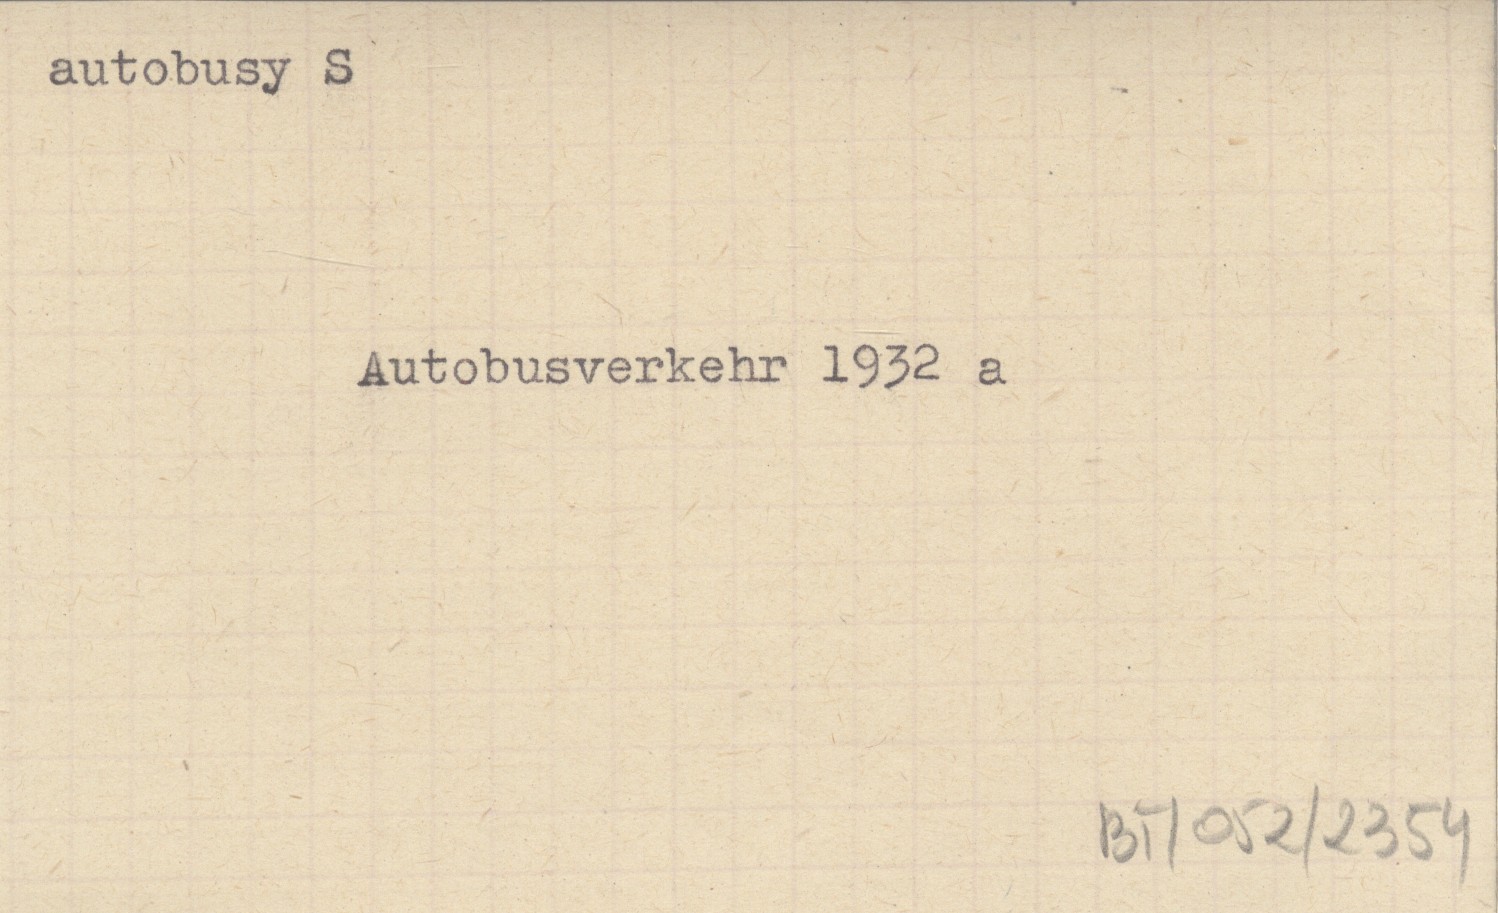 autobusy S
Autobusverkehr 1932 a
BT/052/2354